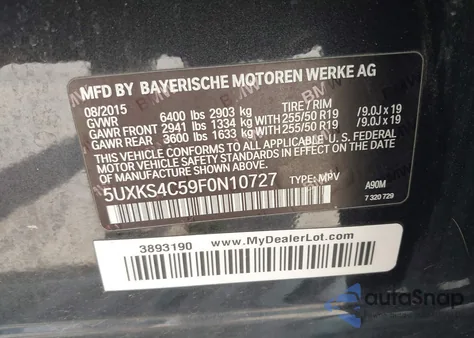 MFD BY BAYERISCHE MOTOREN WERKE AG
08/2015
GVWR 6400 lbs 2903 kg TIRE / RIM
GAWR FRONT 2941 lbs 1334 kg 255/50 R19 /9.0J x 19
GAWR REAR 3600 lbs 1633 kg 255/50 R19 /9.0J x 19
THIS VEHICLE CONFORMS TO ALL APPLICABLE U.S. FEDERAL
MOTOR VEHICLE SAFETY STANDARDS IN EFFECT ON THE
DATE OF MANUFACTURE SHOWN ABOVE.
5UXKS4C59F0N10727 TYPE: MPV A90M
7 320 729
3893190 www.MyDealerLot.com
autoSnap